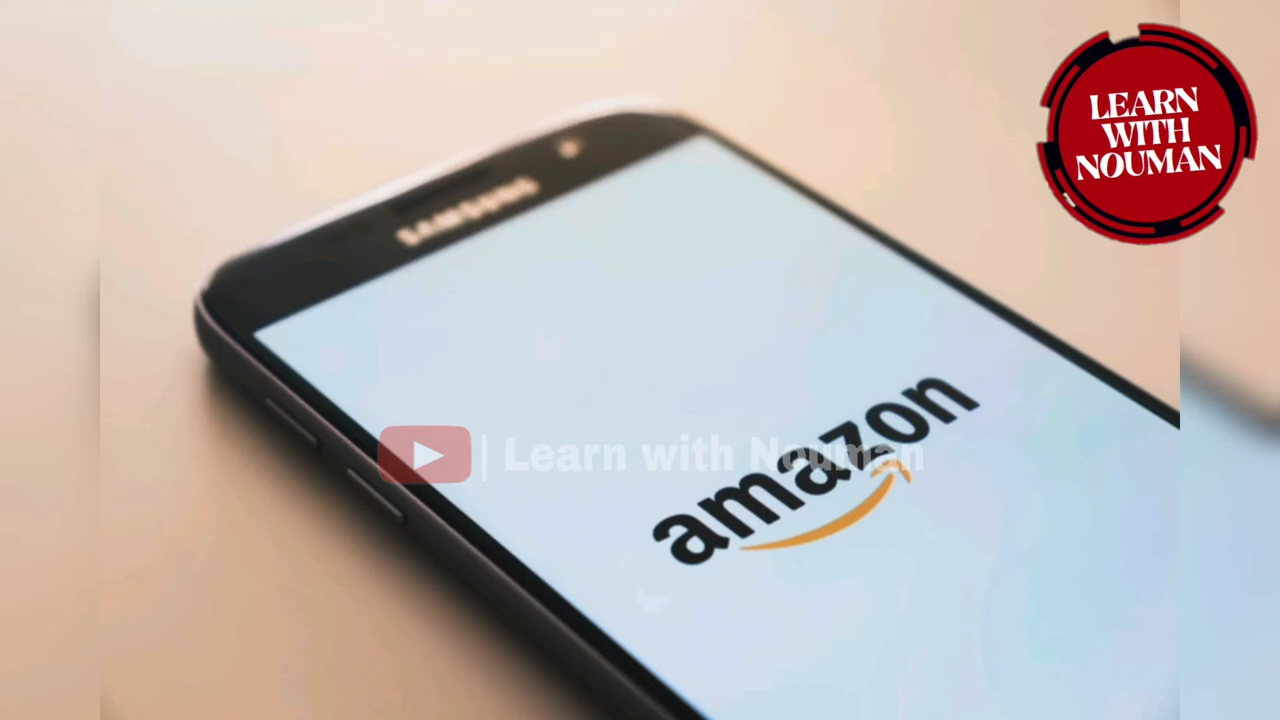 LEARN
WITH
NOUMAN
SAMSUNG
amazon
| Learn with Nouman